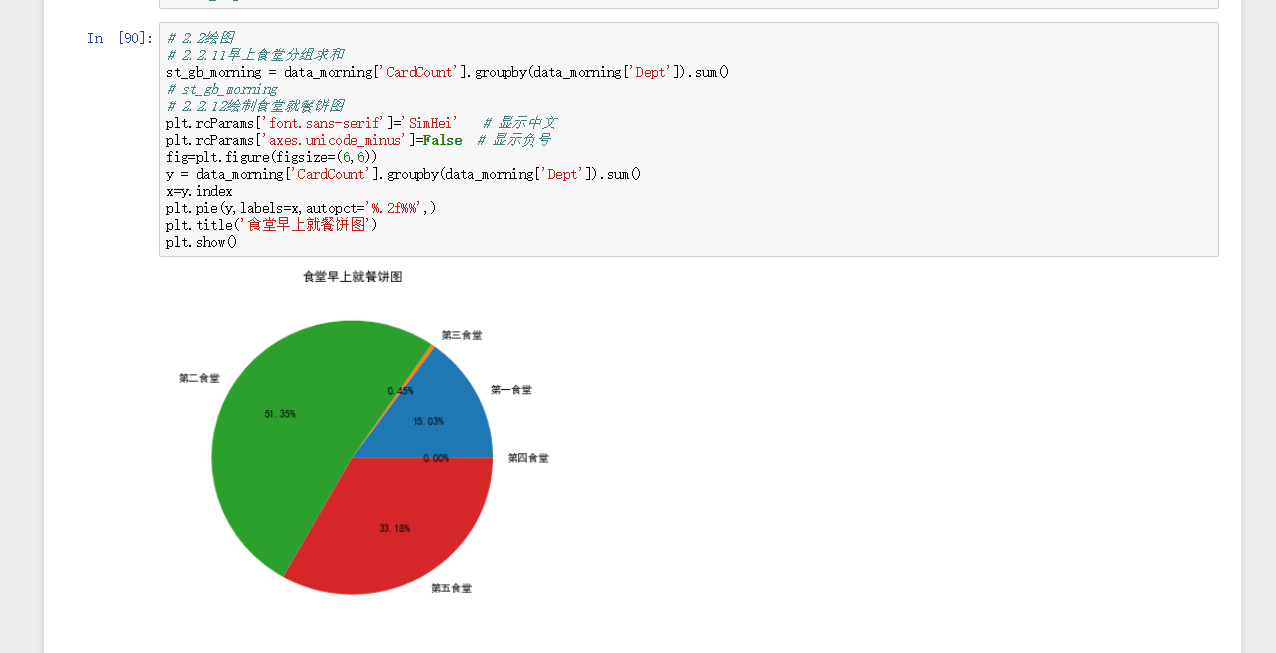 In [90]:
# 2.2绘图
# 2.2.11早上食堂分组求和
st_gb_morning = data_morning['CardCount'].groupby(data_morning['Dept']).sum()
# st_gb_morning
# 2.2.12绘制食堂就餐饼图
plt.rcParams['font.sans-serif']='SimHei'   # 显示中文
plt.rcParams['axes.unicode_minus']=False  # 显示负号
fig=plt.figure(figsize=(6,6))
y = data_morning['CardCount'].groupby(data_morning['Dept']).sum()
x=y.index
plt.pie(y,labels=x,autopct='%.2f%%',)
plt.title('食堂早上就餐饼图')
plt.show()
食堂早上就餐饼图
第三食堂
第二食堂
第一食堂
0.45%
51.35%
15.03%
0.00%
第四食堂
33.18%
第五食堂